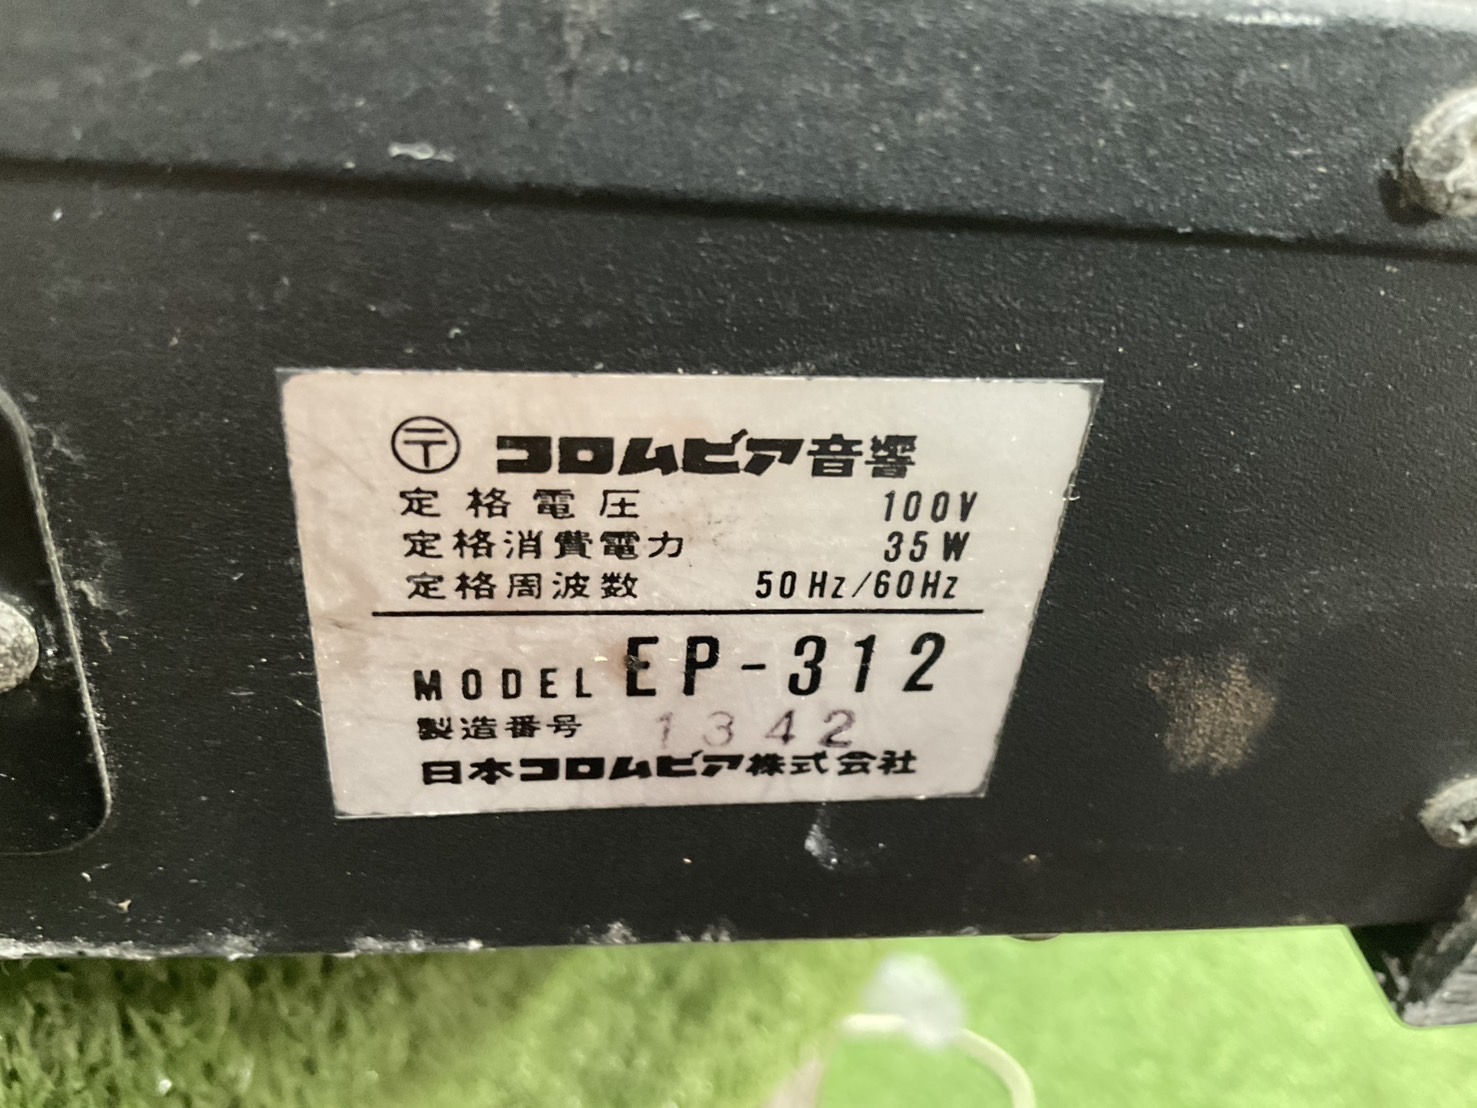 〶 コロムビア音響
定格電圧 100V
定格消費電力 35W
定格周波数 50Hz/60Hz
MODEL EP-312
製造番号 1342
日本コロムビア株式会社